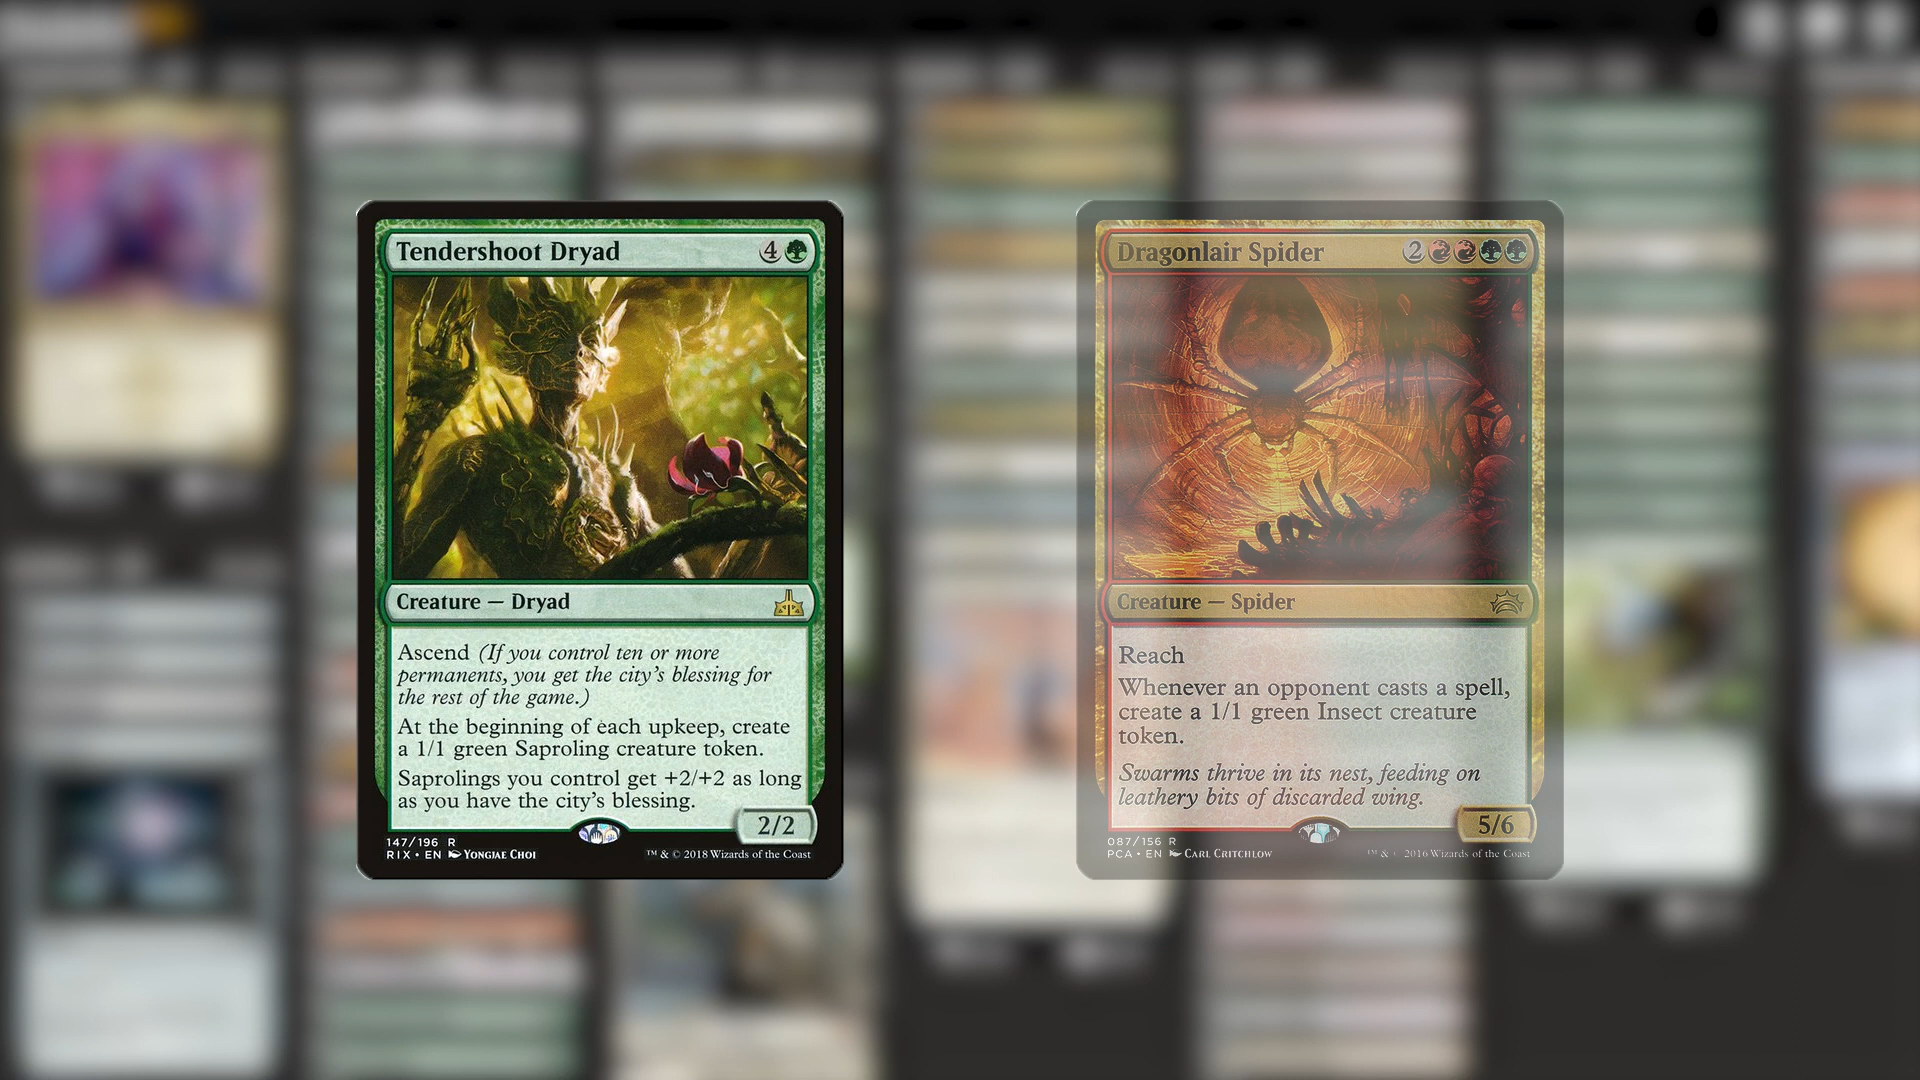 Tendershoot Dryad 4
Creature — Dryad
Ascend (If you control ten or more
permanents, you get the city's blessing for
the rest of the game.)
At the beginning of each upkeep, create
a 1/1 green Saproling creature token.
Saprolings you control get +2/+2 as long
as you have the city's blessing.
2/2
147/196 R
RIX • EN YONGJAE CHOI
™ & © 2018 Wizards of the Coast
Dragonlair Spider 2
Creature — Spider
Reach
Whenever an opponent casts a spell,
create a 1/1 green Insect creature
token.
Swarms thrive in its nest, feeding on
leathery bits of discarded wing.
5/6
087/156 R
PCA • EN CARL CRITCHLOW
™ & © 2016 Wizards of the Coast